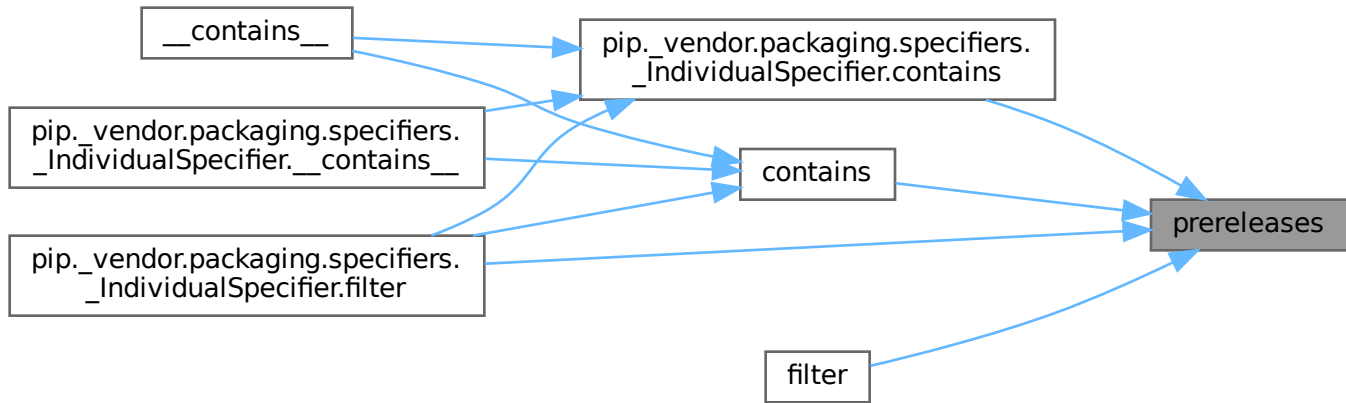 __contains__
pip._vendor.packaging.specifiers.
_IndividualSpecifier.contains
pip._vendor.packaging.specifiers.
_IndividualSpecifier.__contains__
contains
prereleases
pip._vendor.packaging.specifiers.
_IndividualSpecifier.filter
filter